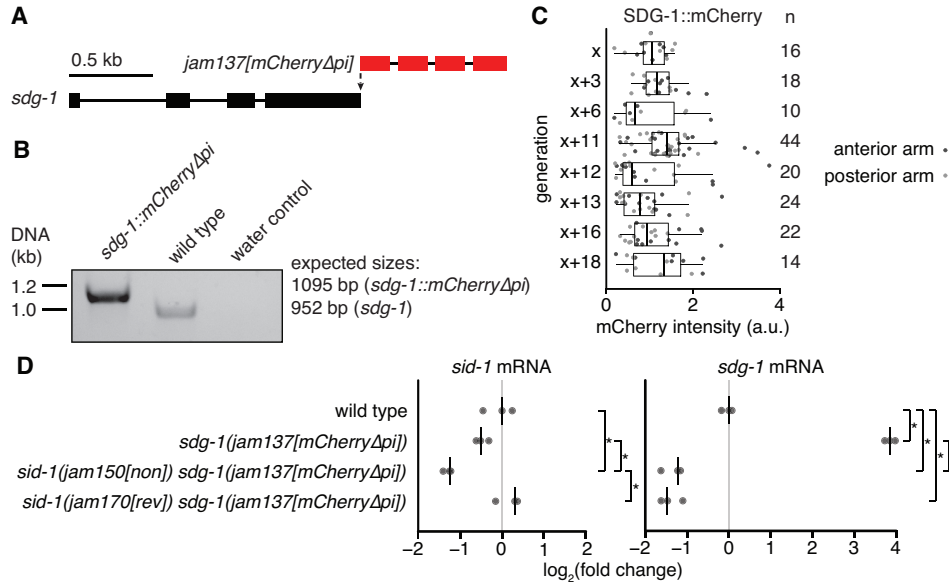 A
0.5 kb
jam137[mCherryΔpi]
sdg-1
B
sdg-1::mCherryΔpi
wild type
water control
DNA
(kb)
1.2
1.0
expected sizes:
1095 bp (sdg-1::mCherryΔpi)
952 bp (sdg-1)
C
SDG-1::mCherry
n
generation
x
16
x+3
18
x+6
10
x+11
44
x+12
20
x+13
24
x+16
22
x+18
14
0
2
4
mCherry intensity (a.u.)
anterior arm
posterior arm
D
sid-1 mRNA
sdg-1 mRNA
wild type
sdg-1(jam137[mCherryΔpi])
sid-1(jam150[non]) sdg-1(jam137[mCherryΔpi])
sid-1(jam170[rev]) sdg-1(jam137[mCherryΔpi])
* * *
* * *
−2 −1 0 1 2
−2 −1 0 1 2 3 4
log2(fold change)